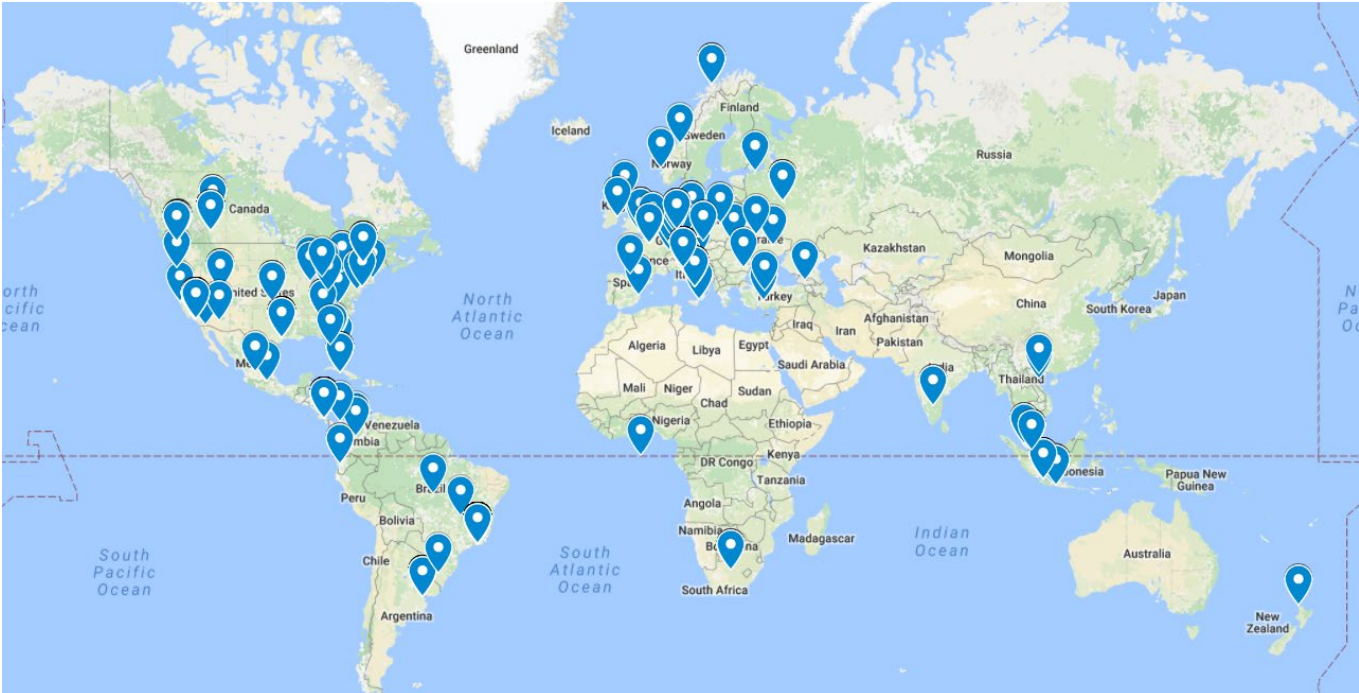 Greenland
Iceland
Finland
Sweden
Norway
Russia
Canada
Kazakhstan
Mongolia
North
Atlantic
Ocean
United States
Turkey
China
South Korea
Japan
Afghanistan
Iraq
Iran
Pakistan
Algeria
Libya
Egypt
Saudi Arabia
Thailand
Mali
Niger
Chad
Sudan
Nigeria
Ethiopia
Venezuela
DR Congo
Kenya
Tanzania
Papua New
Guinea
Peru
Brazil
Angola
Bolivia
Namibia
Madagascar
Indian
Ocean
South
Pacific
Ocean
Chile
South
Atlantic
Ocean
Australia
South Africa
Argentina
New
Zealand